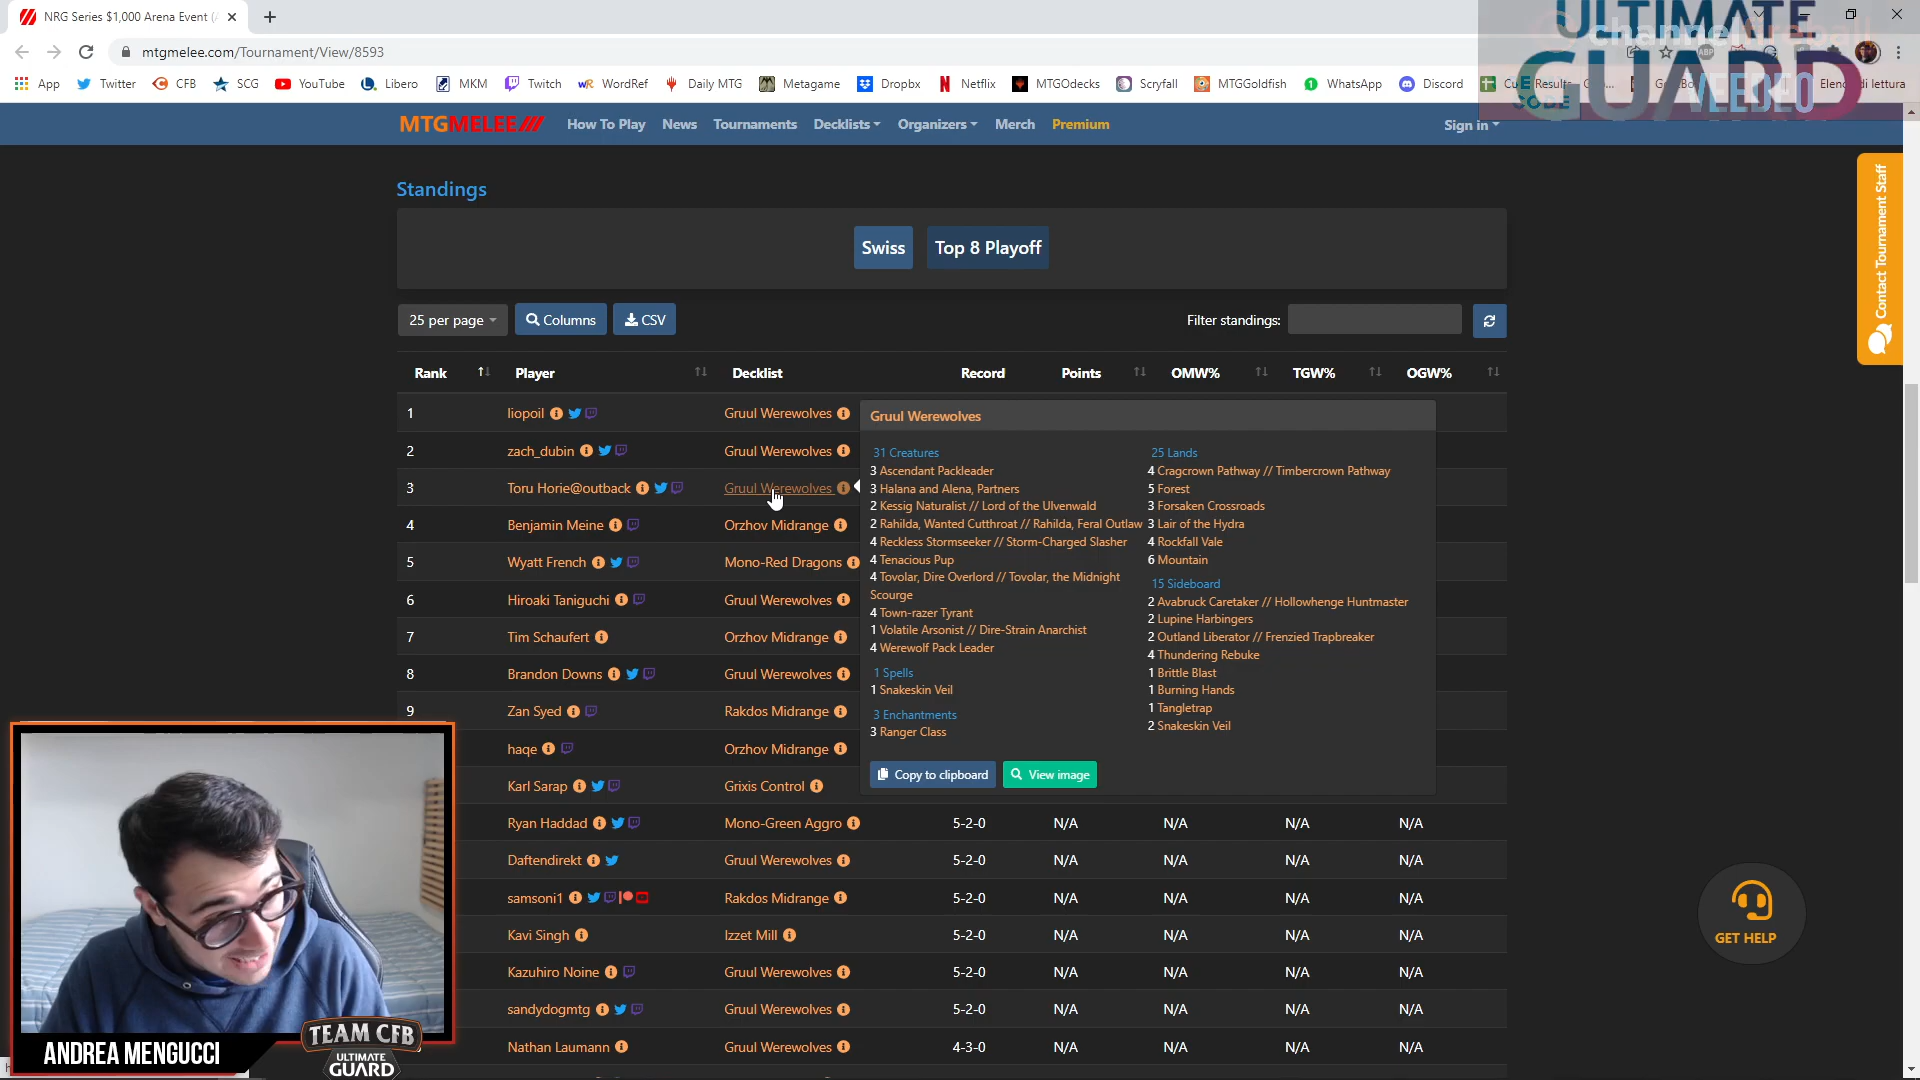 NRG Series $1,000 Arena Event (
mtgmelee.com/Tournament/View/8593
App Twitter CFB SCG YouTube Libero MKM Twitch WordRef Daily MTG Metagame Dropbx Netflix MTGOdecks Scryfall MTGGoldfish WhatsApp Discord
ULTIMATE GUARD
MTGMELEE How To Play News Tournaments Decklists Organizers Merch Premium Sign in
Contact Tournament Staff
Standings
Swiss Top 8 Playoff
25 per page Columns CSV Filter standings:
Rank Player Decklist Record Points OMW% TGW% OGW%
1 liopoil Gruul Werewolves
2 zach_dubin Gruul Werewolves
3 Toru Horie@outback Gruul Werewolves
4 Benjamin Meine Orzhov Midrange
5 Wyatt French Mono-Red Dragons
6 Hiroaki Taniguchi Gruul Werewolves
7 Tim Schaufert Orzhov Midrange
8 Brandon Downs Gruul Werewolves
9 Zan Syed Rakdos Midrange
haqe Orzhov Midrange
Karl Sarap Grixis Control
Ryan Haddad Mono-Green Aggro 5-2-0 N/A N/A N/A N/A
Daftendirekt Gruul Werewolves 5-2-0 N/A N/A N/A N/A
samsoni1 Rakdos Midrange 5-2-0 N/A N/A N/A N/A
Kavi Singh Izzet Mill 5-2-0 N/A N/A N/A N/A
Kazuhiro Noine Gruul Werewolves 5-2-0 N/A N/A N/A N/A
sandydogmtg Gruul Werewolves 5-2-0 N/A N/A N/A N/A
Nathan Laumann Gruul Werewolves 4-3-0 N/A N/A N/A N/A
Gruul Werewolves
31 Creatures
3 Ascendant Packleader
3 Halana and Alena, Partners
2 Kessig Naturalist // Lord of the Ulvenwald
2 Rahilda, Wanted Cutthroat // Rahilda, Feral Outlaw
4 Reckless Stormseeker // Storm-Charged Slasher
4 Tenacious Pup
4 Tovolar, Dire Overlord // Tovolar, the Midnight
Scourge
4 Town-razer Tyrant
1 Volatile Arsonist // Dire-Strain Anarchist
4 Werewolf Pack Leader
1 Spells
1 Snakeskin Veil
3 Enchantments
3 Ranger Class
25 Lands
4 Cragcrown Pathway // Timbercrown Pathway
5 Forest
3 Forsaken Crossroads
3 Lair of the Hydra
4 Rockfall Vale
6 Mountain
15 Sideboard
2 Avabruck Caretaker // Hollowhenge Huntmaster
2 Lupine Harbingers
2 Outland Liberator // Frenzied Trapbreaker
4 Thundering Rebuke
1 Brittle Blast
1 Burning Hands
1 Tangletrap
2 Snakeskin Veil
Copy to clipboard View image
GET HELP
ANDREA MENGUCCI
TEAM CFB
ULTIMATE
GUARD